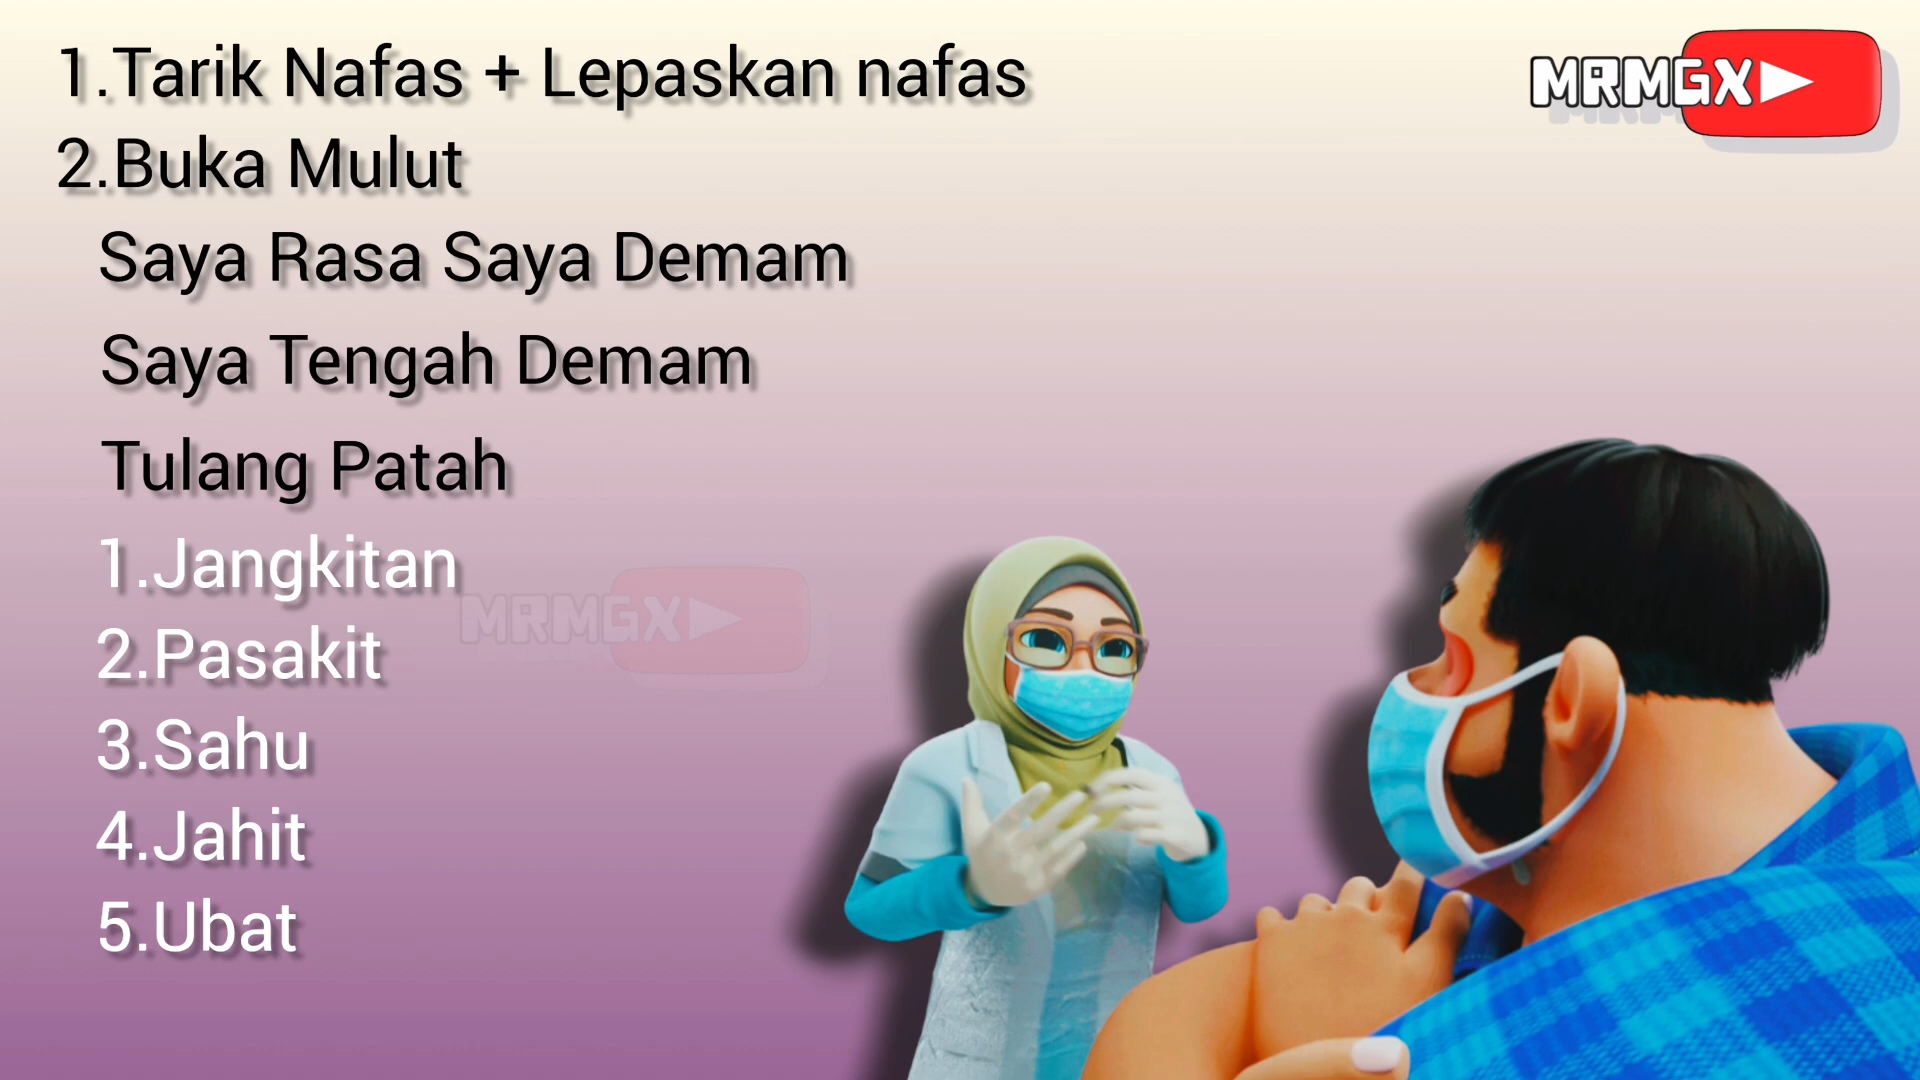 1.Tarik Nafas + Lepaskan nafas
MRMGX
2.Buka Mulut
Saya Rasa Saya Demam
Saya Tengah Demam
Tulang Patah
1.Jangkitan
2.Pasakit
MRMGX
3.Sahu
4.Jahit
5.Ubat